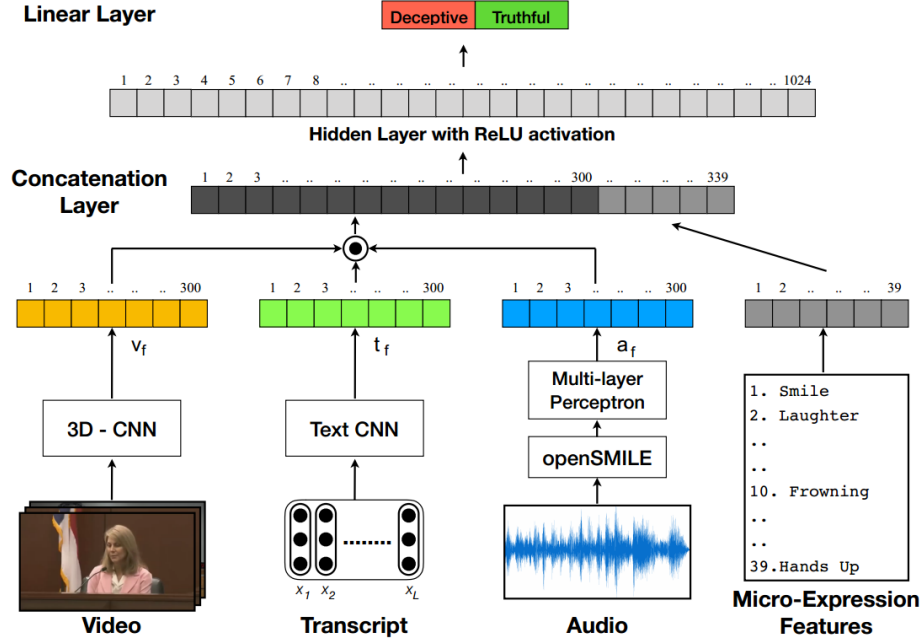 Linear Layer
Deceptive Truthful
1 2 3 4 5 6 7 8 .. .. .. .. .. .. .. .. .. .. .. .. .. .. .. .. 1024
Hidden Layer with ReLU activation
Concatenation
Layer
1 2 3 .. .. .. .. .. .. .. .. .. .. 300 .. .. .. .. 339
1 2 3 .. .. .. 300
1 2 3 .. .. .. 300
1 2 3 .. .. .. 300
1 2 .. .. .. 39
vf
tf
af
3D - CNN
Text CNN
Multi-layer
Perceptron
openSMILE
1. Smile
2. Laughter
..
..
10. Frowning
..
..
39.Hands Up
x1 x2 ........ xL
Video
Transcript
Audio
Micro-Expression
Features